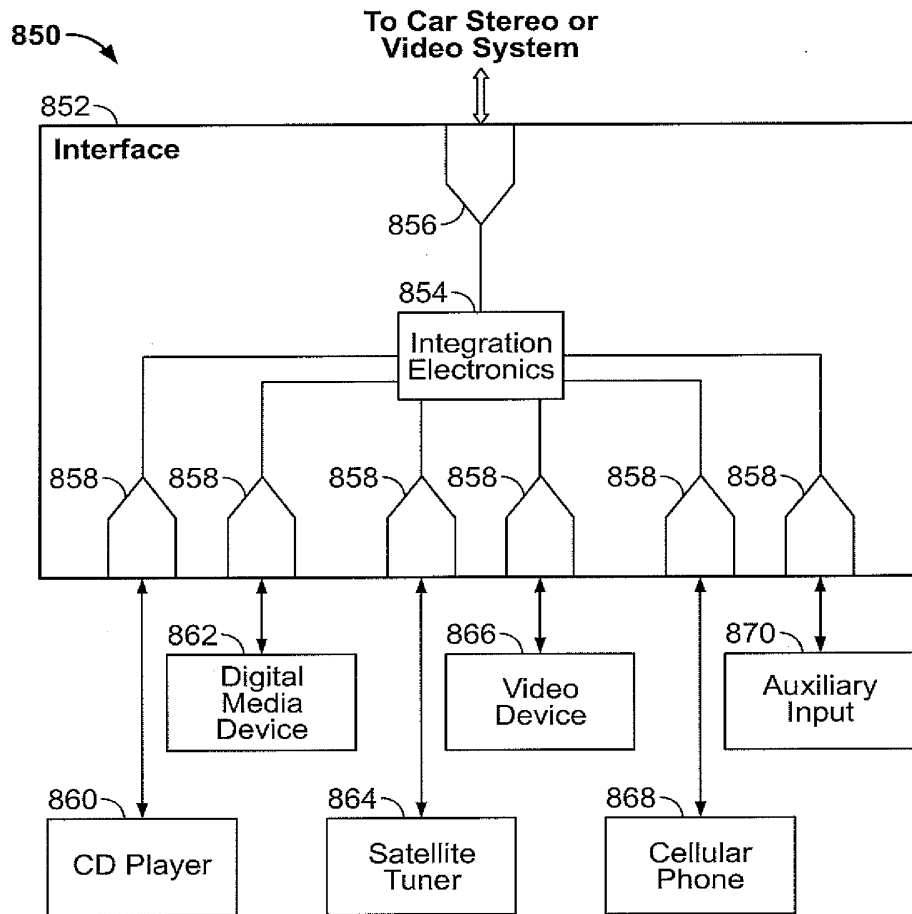 850
To Car Stereo or
Video System
852
Interface
856
854
Integration
Electronics
858 858 858 858 858 858
862
Digital
Media
Device
866
Video
Device
870
Auxiliary
Input
860
CD Player
864
Satellite
Tuner
868
Cellular
Phone